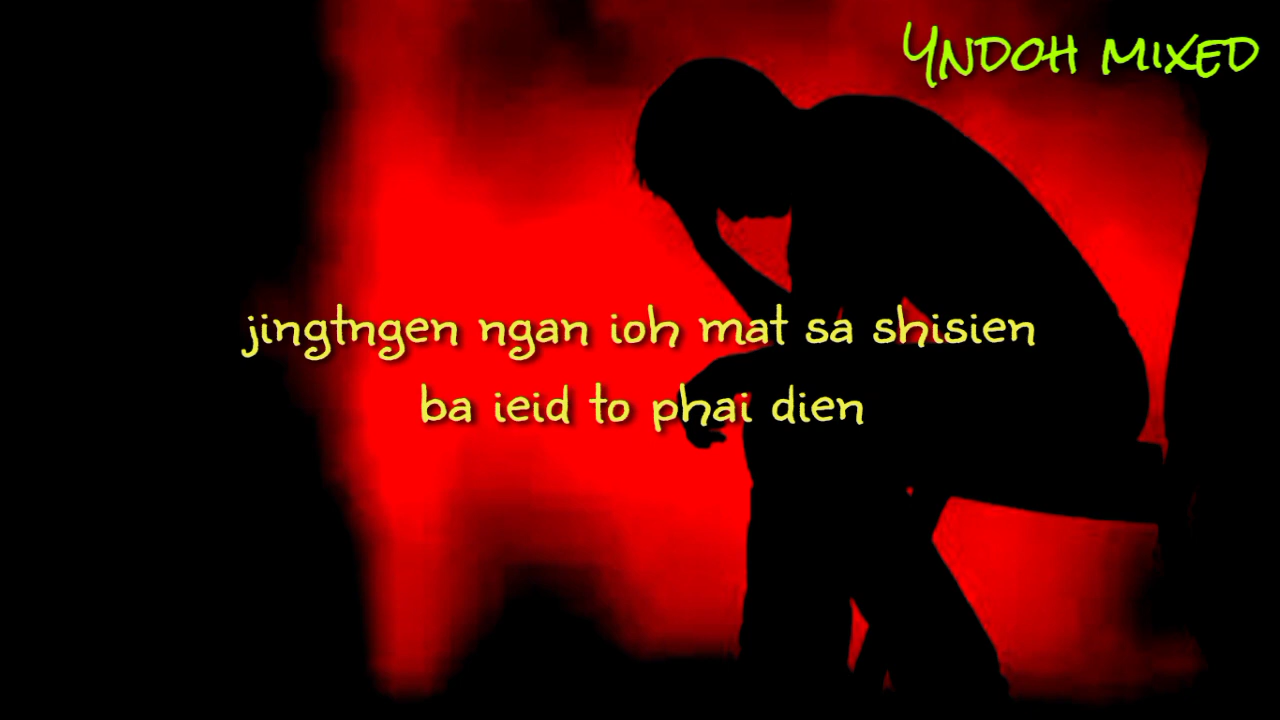 Yndoh mixed
jingtngen ngan ioh mat sa shisien
ba ieid to phai dien